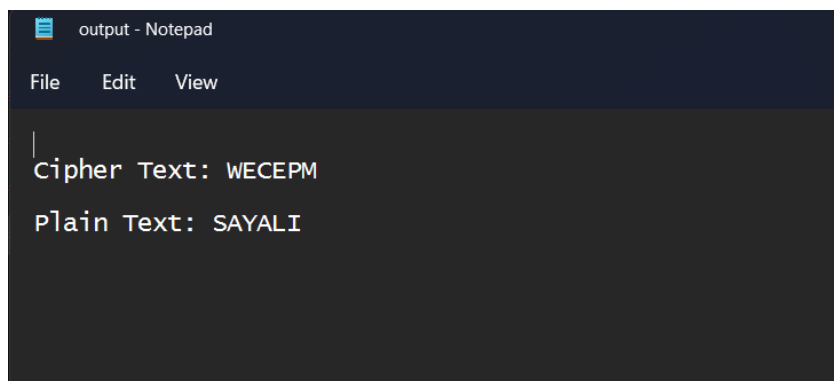 output - Notepad
File Edit View
Cipher Text: WECEPM
Plain Text: SAYALI